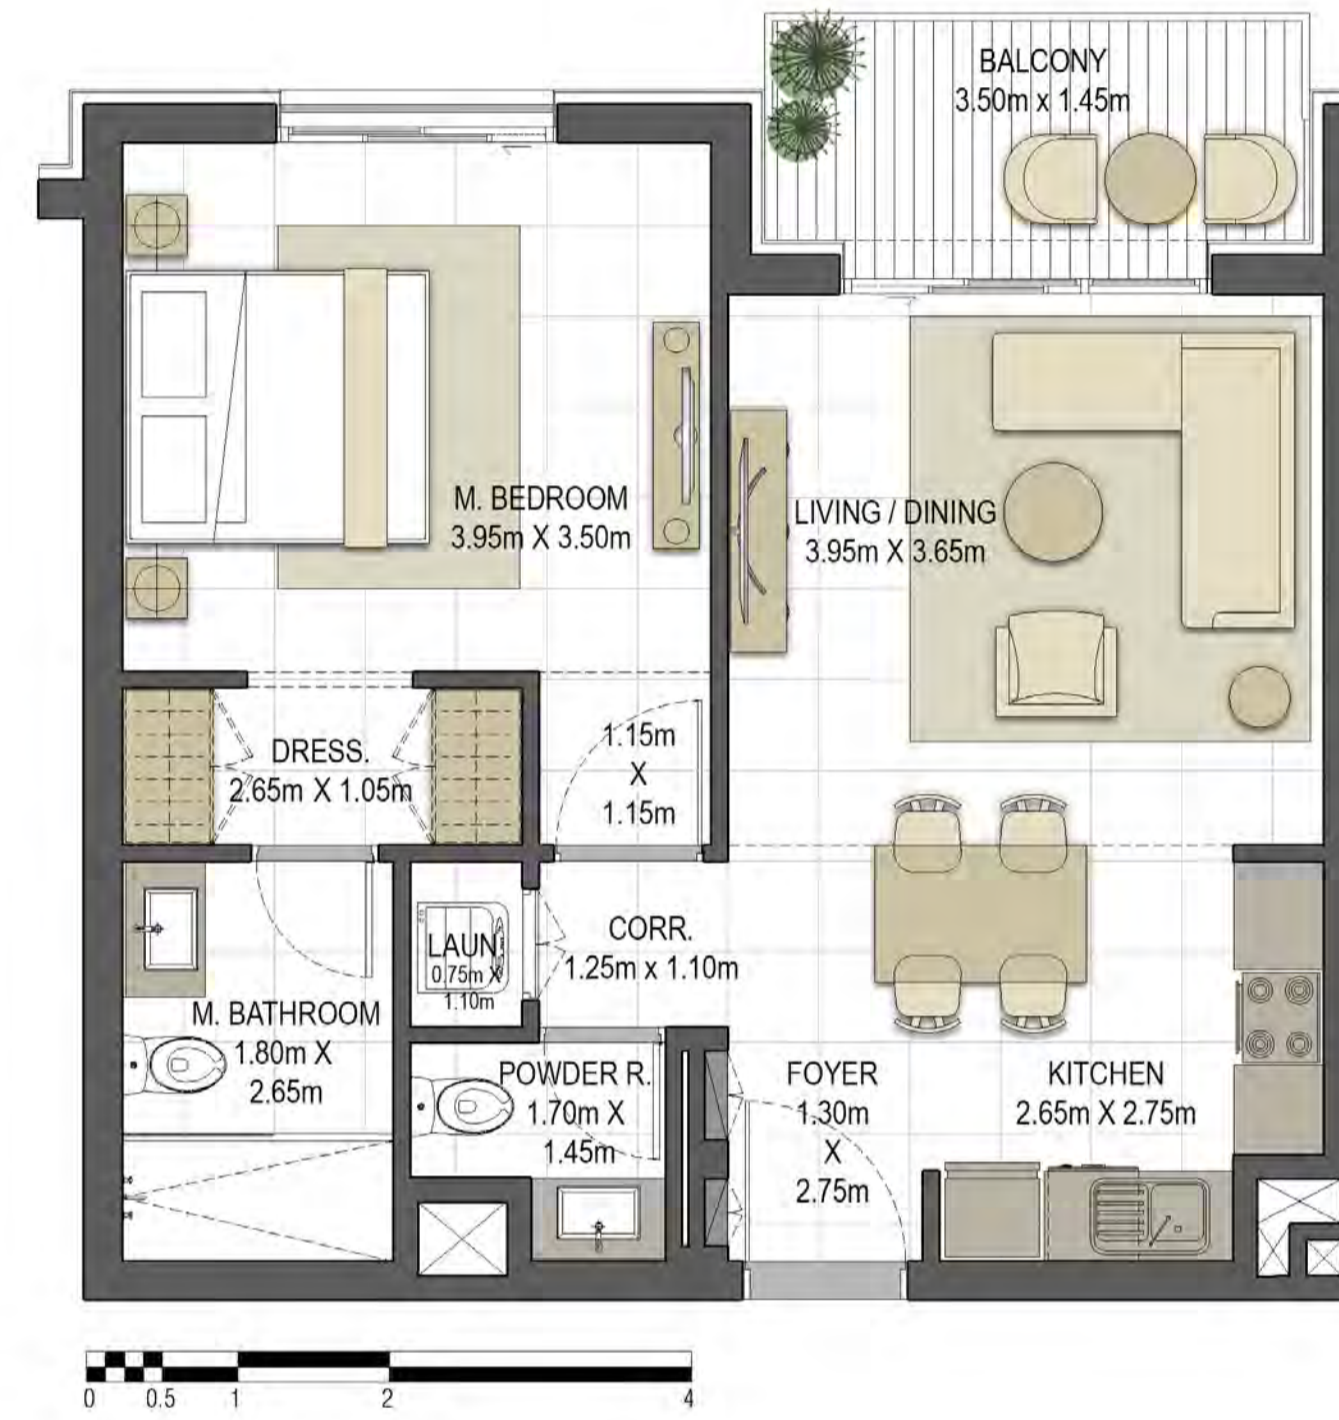 BALCONY
3.50m x 1.45m
M. BEDROOM
3.95m X 3.50m
LIVING / DINING
3.95m X 3.65m
DRESS.
2.65m X 1.05m
1.15m
X
1.15m
LAUN.
0.75m X
1.10m
CORR.
1.25m x 1.10m
M. BATHROOM
1.80m X
2.65m
POWDER R.
1.70m X
1.45m
FOYER
1.30m
X
2.75m
KITCHEN
2.65m X 2.75m
0 0.5 1 2 4